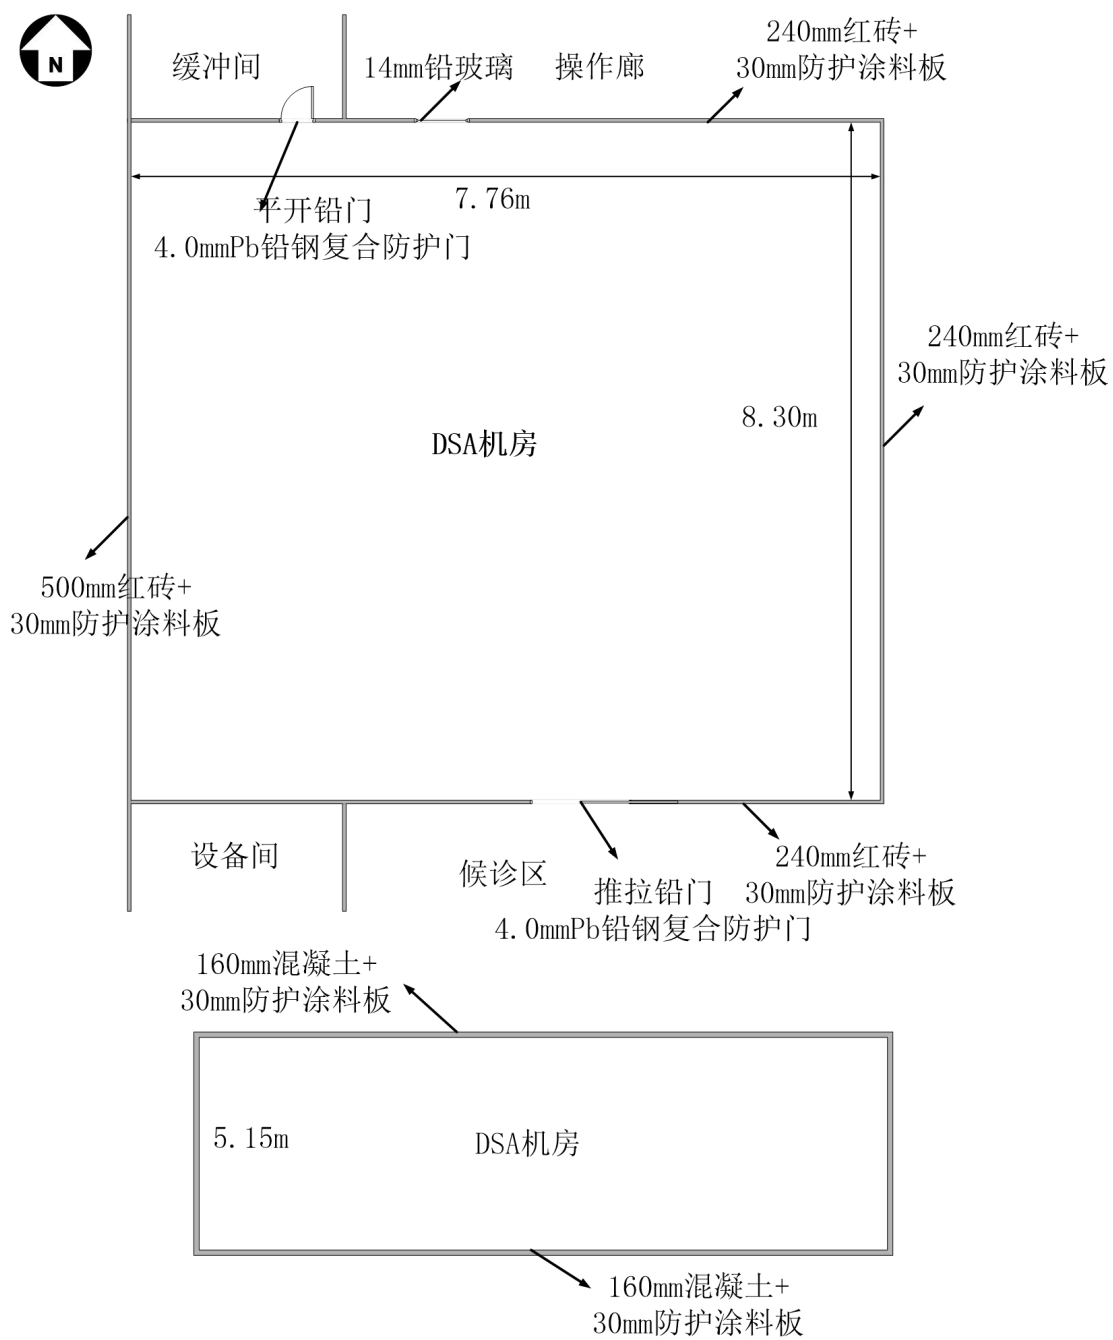 N
缓冲间
14mm铅玻璃
操作廊
240mm红砖+
30mm防护涂料板
7.76m
平开铅门
4.0mmPb铅钢复合防护门
240mm红砖+
30mm防护涂料板
8.30m
DSA机房
500mm红砖+
30mm防护涂料板
设备间
候诊区
推拉铅门
4.0mmPb铅钢复合防护门
240mm红砖+
30mm防护涂料板
160mm混凝土+
30mm防护涂料板
5.15m
DSA机房
160mm混凝土+
30mm防护涂料板